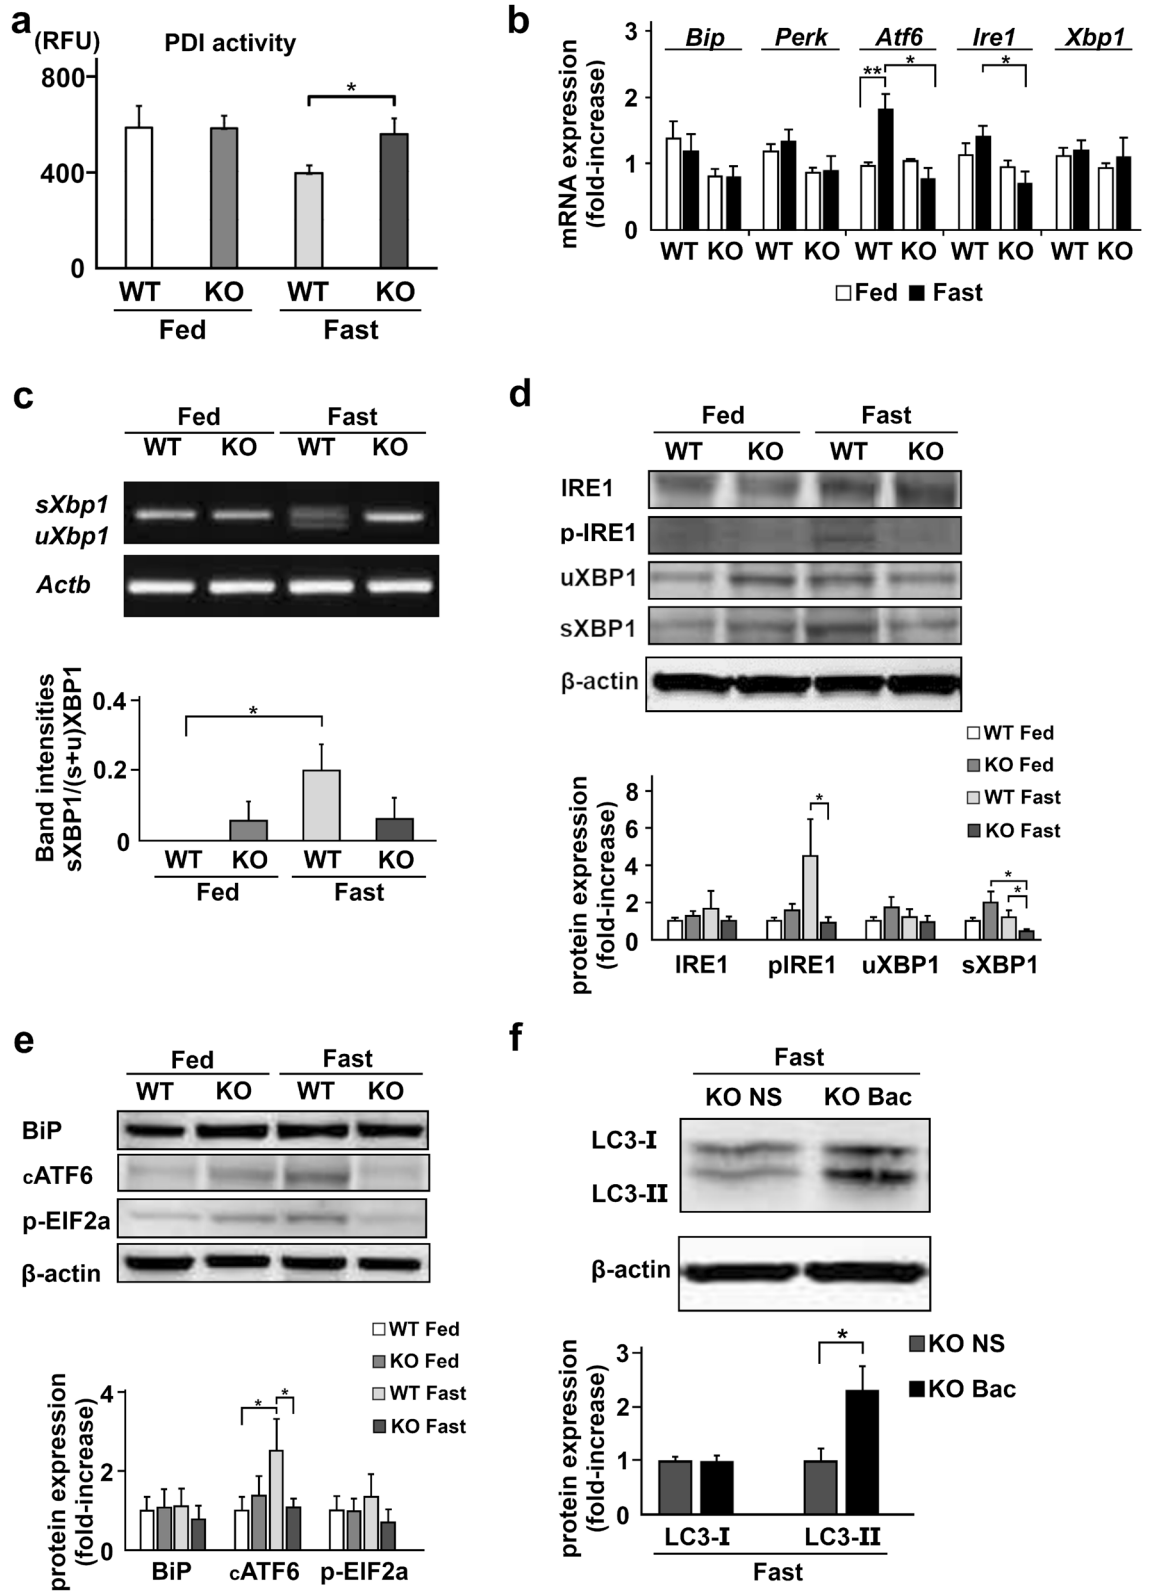 a
(RFU)
PDI activity
800
400
0
*
WT KO WT KO
Fed Fast
b
mRNA expression
(fold-increase)
3
2
1
0
Bip Perk Atf6 Ire1 Xbp1
** * *
WT KO WT KO WT KO WT KO WT KO
Fed Fast
c
Fed Fast
WT KO WT KO
sXbp1
uXbp1
Actb
Band intensities
sXBP1/(s+u)XBP1
0.4
0.2
0
*
WT KO WT KO
Fed Fast
d
Fed Fast
WT KO WT KO
IRE1
p-IRE1
uXBP1
sXBP1
β-actin
WT Fed
KO Fed
WT Fast
KO Fast
protein expression
(fold-increase)
8
6
4
2
0
*
*
*
IRE1 pIRE1 uXBP1 sXBP1
e
Fed Fast
WT KO WT KO
BiP
cATF6
p-EIF2a
β-actin
WT Fed
KO Fed
WT Fast
KO Fast
protein expression
(fold-increase)
4
2
0
* *
BiP cATF6 p-EIF2a
f
Fast
KO NS KO Bac
LC3-I
LC3-II
β-actin
KO NS
KO Bac
protein expression
(fold-increase)
3
2
1
0
*
LC3-I LC3-II
Fast